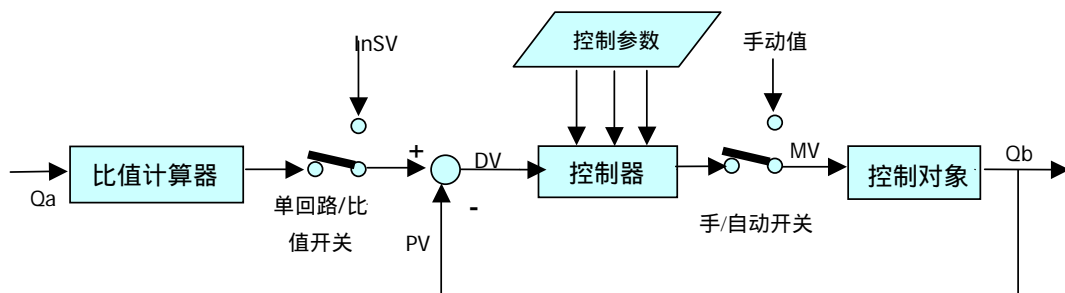 InSV
控制参数
手动值
Qa
比值计算器
单回路/比
值开关
+
-
DV
PV
控制器
手/自动开关
MV
控制对象
Qb